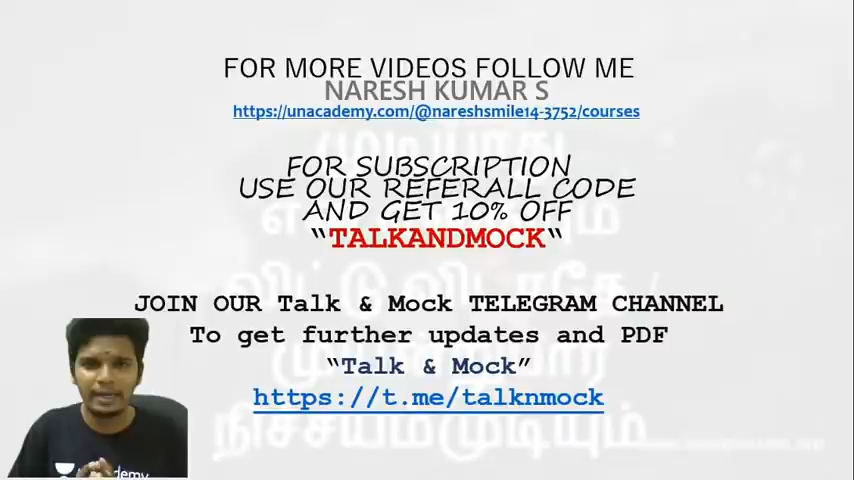 FOR MORE VIDEOS FOLLOW ME
NARESH KUMAR S
https://unacademy.com/@nareshsmile14-3752/courses
FOR SUBSCRIPTION
USE OUR REFERALL CODE
AND GET 10% OFF
“TALKANDMOCK“
JOIN OUR Talk & Mock TELEGRAM CHANNEL
To get further updates and PDF
“Talk & Mock”
https://t.me/talknmock
முடியாது
விட்டுவிடாதே
நிச்சயம்முடியும்